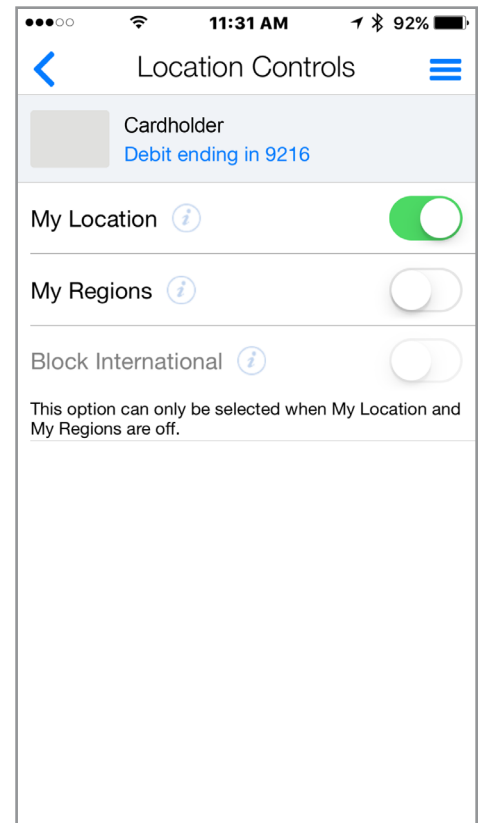 11:31 AM 92%
Location Controls
Cardholder
Debit ending in 9216
My Location i
My Regions i
Block International i
This option can only be selected when My Location and
My Regions are off.